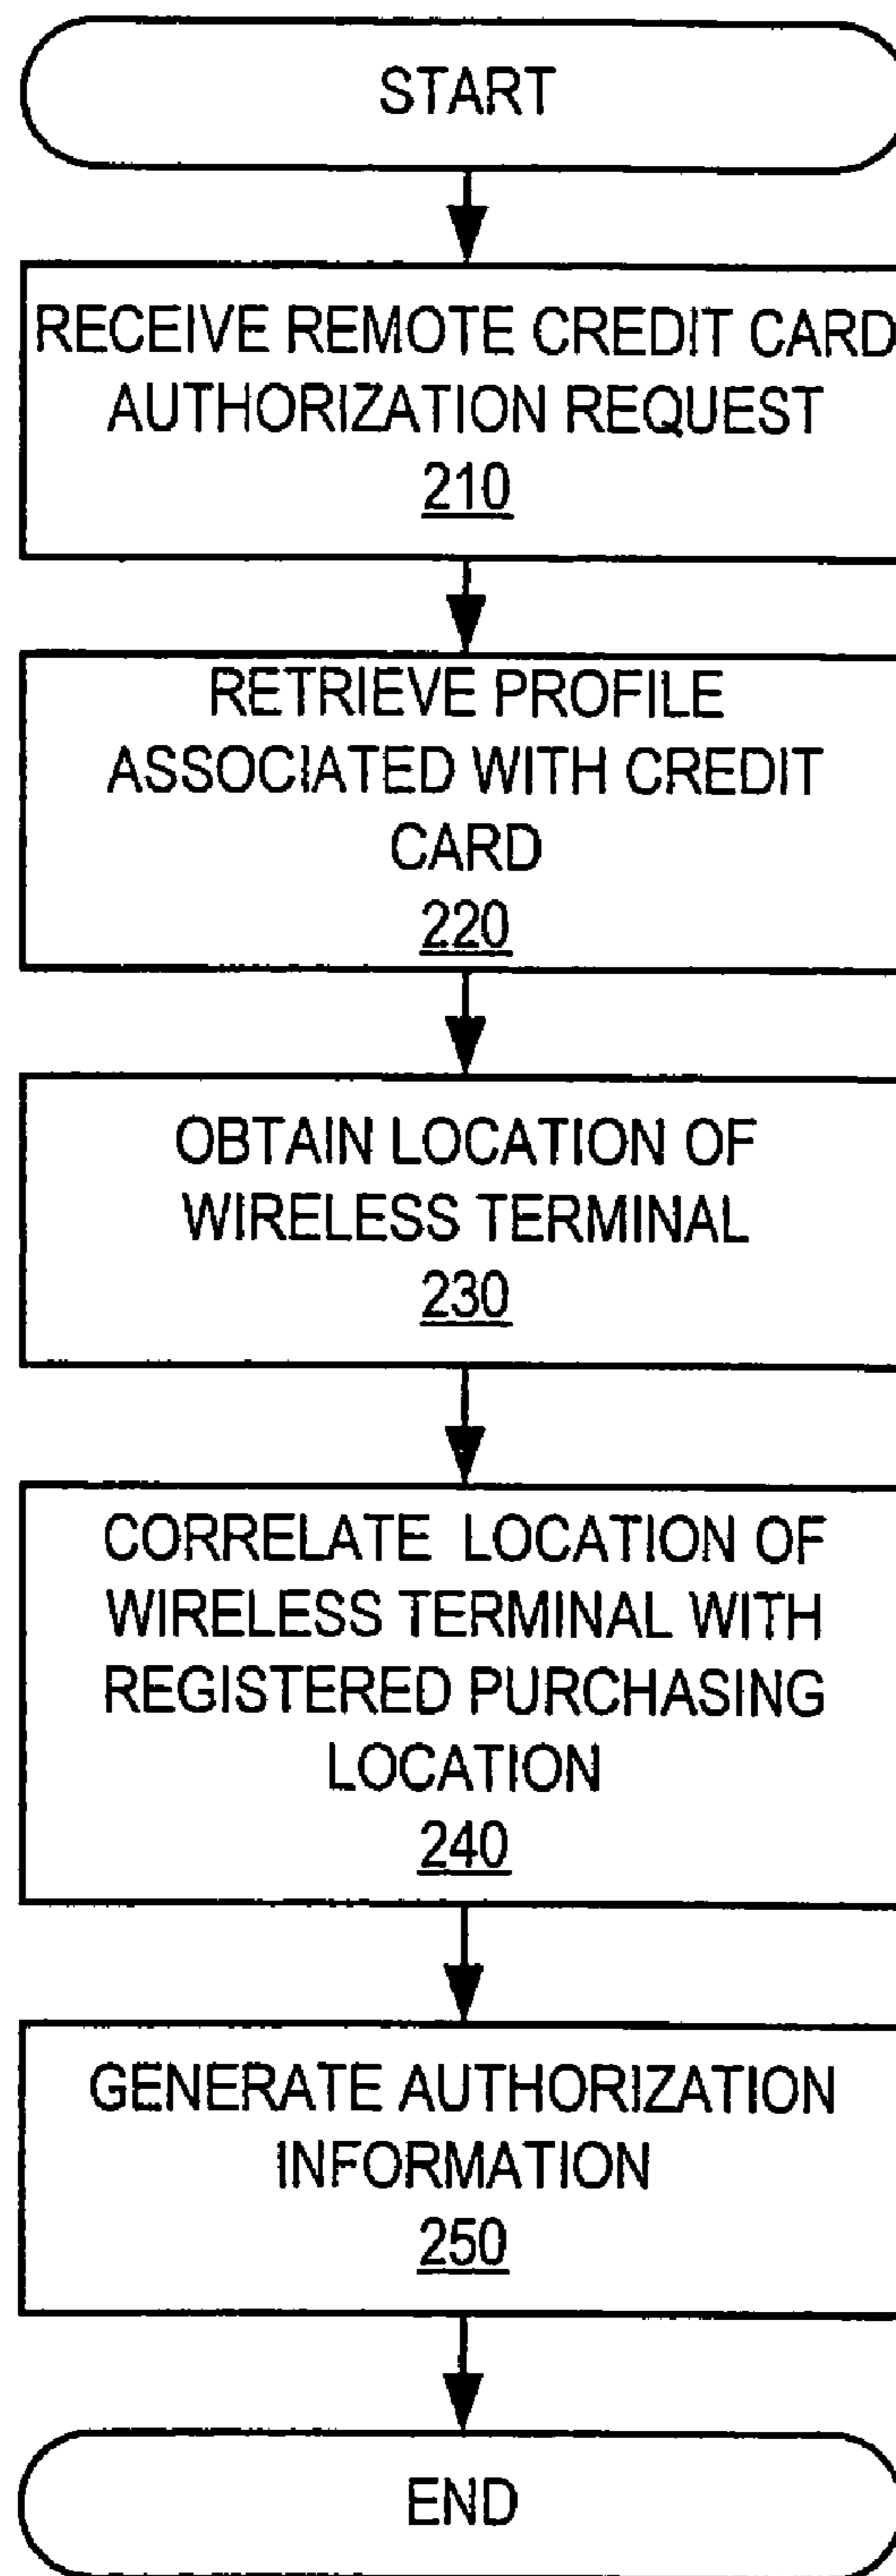 START
RECEIVE REMOTE CREDIT CARD
AUTHORIZATION REQUEST
210
RETRIEVE PROFILE
ASSOCIATED WITH CREDIT
CARD
220
OBTAIN LOCATION OF
WIRELESS TERMINAL
230
CORRELATE LOCATION OF
WIRELESS TERMINAL WITH
REGISTERED PURCHASING
LOCATION
240
GENERATE AUTHORIZATION
INFORMATION
250
END